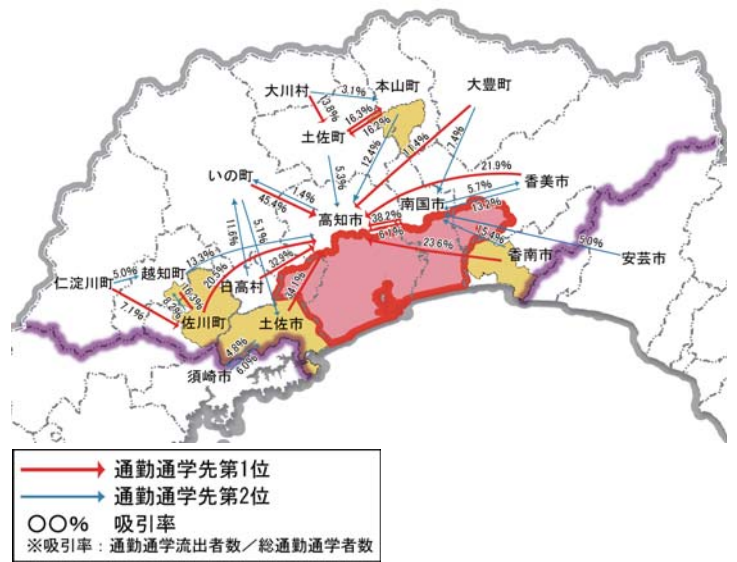 大川村
3.1%
本山町
大豊町
13.8%
16.3%
16.2%
土佐町
12.4%
11.4%
7.4%
5.3%
21.9%
いの町
1.4%
45.4%
南国市
5.7%
香美市
13.2%
高知市
38.2%
6.1%
15.4%
11.6%
5.1%
23.6%
香南市
5.0%
安芸市
13.3%
5.0%
越知町
20.5%
32.9%
仁淀川町
日高村
34.1%
16.3%
8.2%
7.1%
佐川町
土佐市
4.8%
須崎市
6.0%
通勤通学先第1位
通勤通学先第2位
○○% 吸引率
※吸引率：通勤通学流出者数／総通勤通学者数